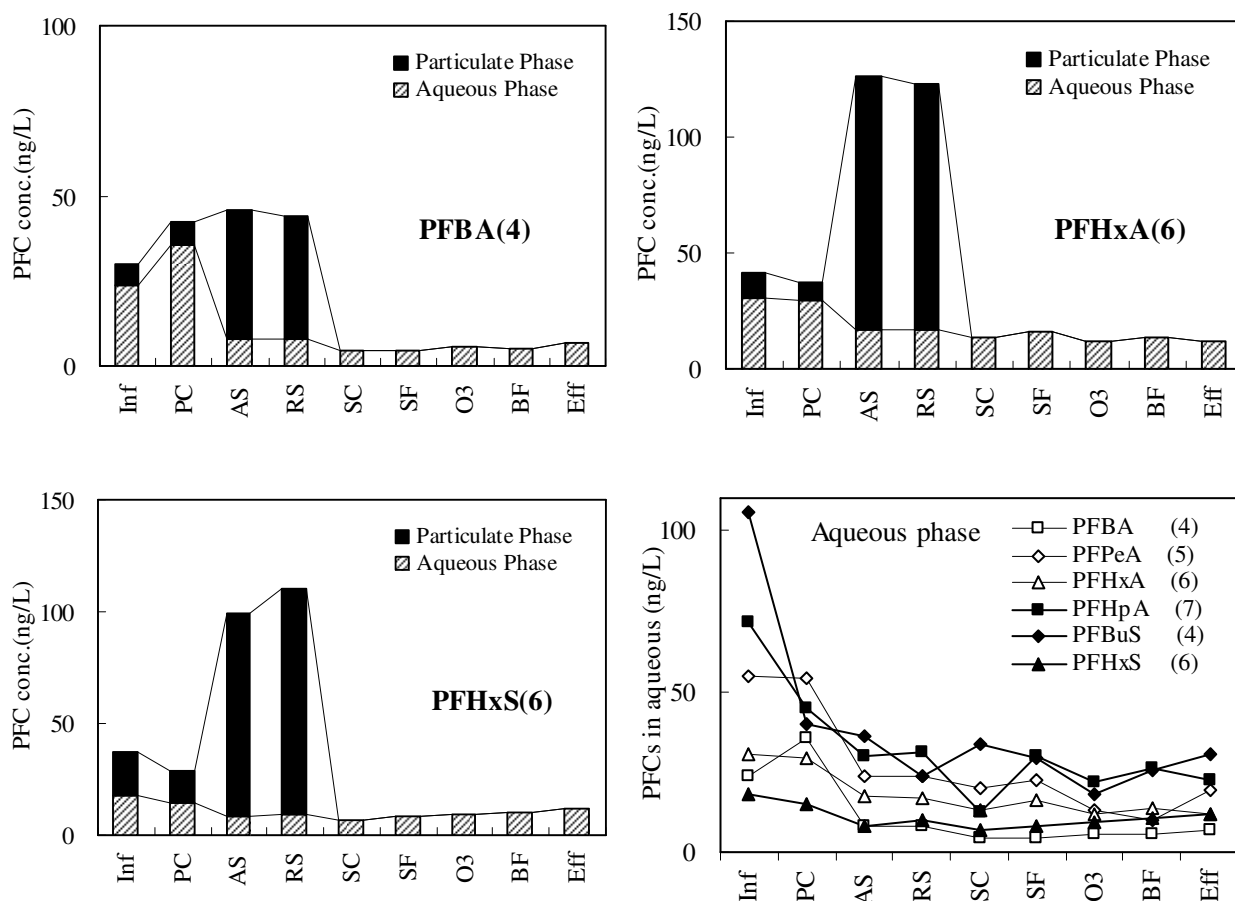 100
Particulate Phase
Aqueous Phase
50
PFBA(4)
0
PFC conc.(ng/L)
Inf PC AS RS SC SF O3 BF Eff
150
Particulate Phase
Aqueous Phase
100
PFHxA(6)
50
0
PFC conc. (ng/L)
Inf PC AS RS SC SF O3 BF Eff
150
Particulate Phase
Aqueous Phase
100
PFHxS(6)
50
0
PFC conc.(ng/L)
Inf PC AS RS SC SF O3 BF Eff
Aqueous phase
PFBA (4)
PFPeA (5)
PFHxA (6)
PFHpA (7)
PFBuS (4)
PFHxS (6)
100
50
0
PFCs in aqueous (ng/L)
Inf PC AS RS SC SF O3 BF Eff